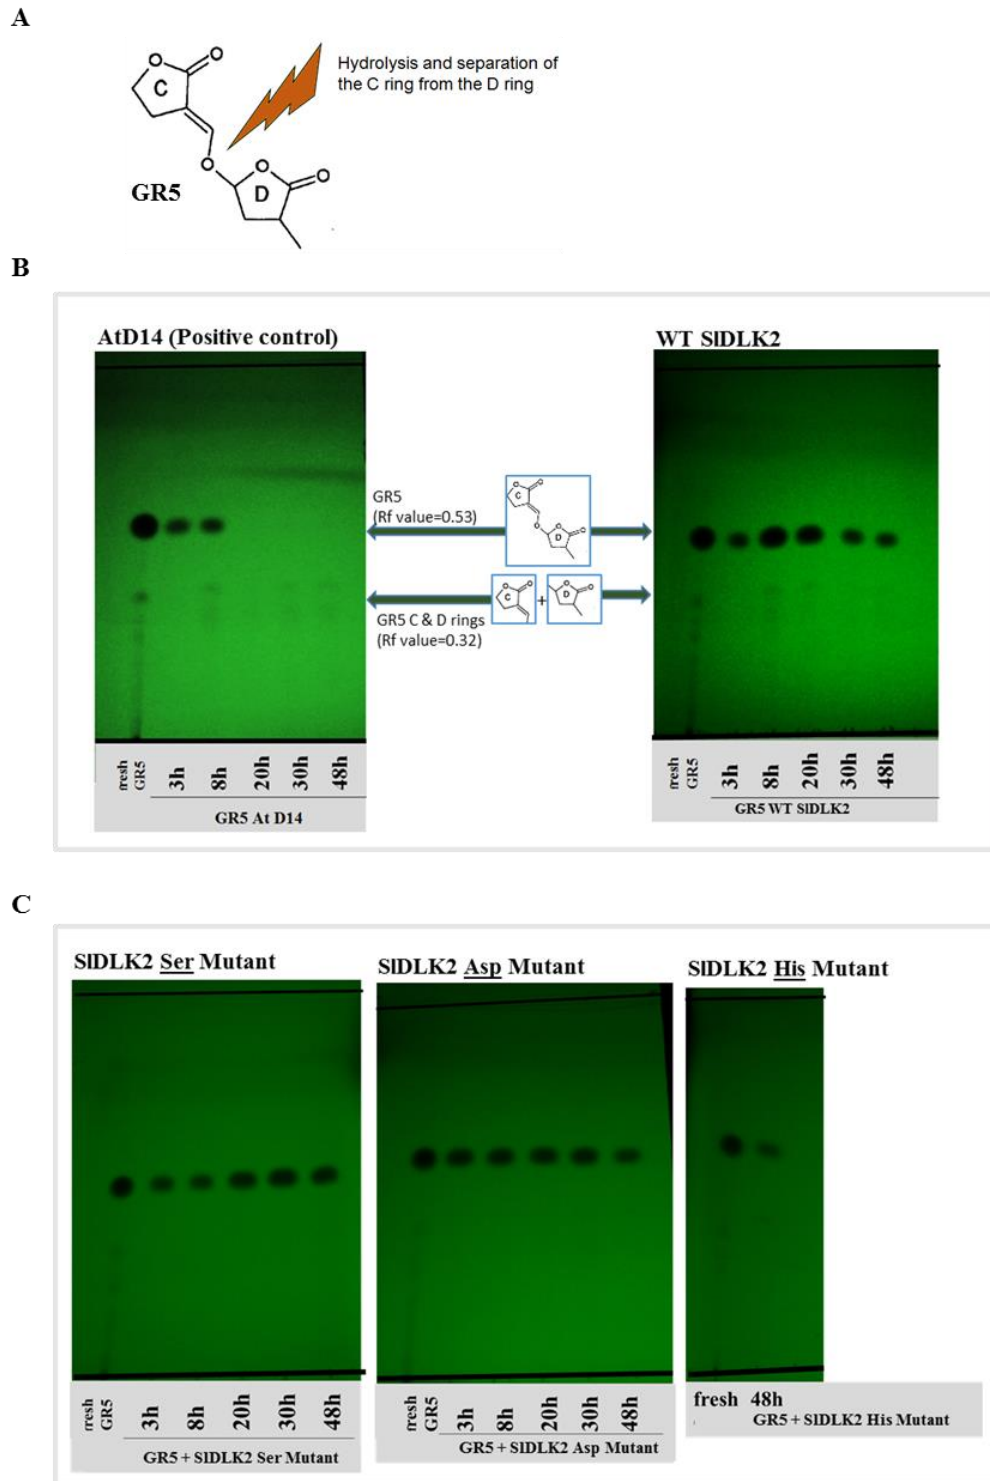 A
O
O
C
Hydrolysis and separation of
the C ring from the D ring
O
O
O
D
GR5
B
AtD14 (Positive control)
WT SlDLK2
GR5
(Rf value=0.53)
O
O
C
O
O
O
D
C
O
O
+
O
O
D
GR5 C & D rings
(Rf value=0.32)
fresh
GR5
3h
8h
20h
30h
48h
GR5 At D14
fresh
GR5
3h
8h
20h
30h
48h
GR5 WT SlDLK2
C
SlDLK2 Ser Mutant
SlDLK2 Asp Mutant
SlDLK2 His Mutant
fresh
GR5
3h
8h
20h
30h
48h
GR5 + SlDLK2 Ser Mutant
fresh
GR5
3h
8h
20h
30h
48h
GR5 + SlDLK2 Asp Mutant
fresh 48h
GR5 + SlDLK2 His Mutant